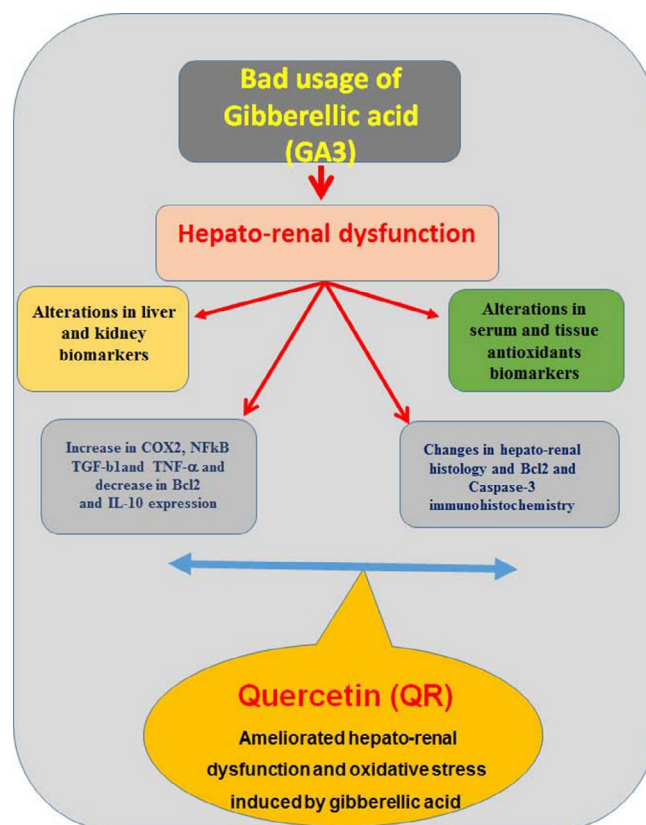 Bad usage of
Gibberellic acid
(GA3)
Hepato-renal dysfunction
Alterations in liver
and kidney
biomarkers
Alterations in
serum and tissue
antioxidants
biomarkers
Increase in COX2, NFkB
TGF-b1and TNF-α and
decrease in Bcl2
and IL-10 expression
Changes in hepato-renal
histology and Bcl2 and
Caspase-3
immunohistochemistry
Quercetin (QR)
Ameliorated hepato-renal
dysfunction and oxidative stress
induced by gibberellic acid